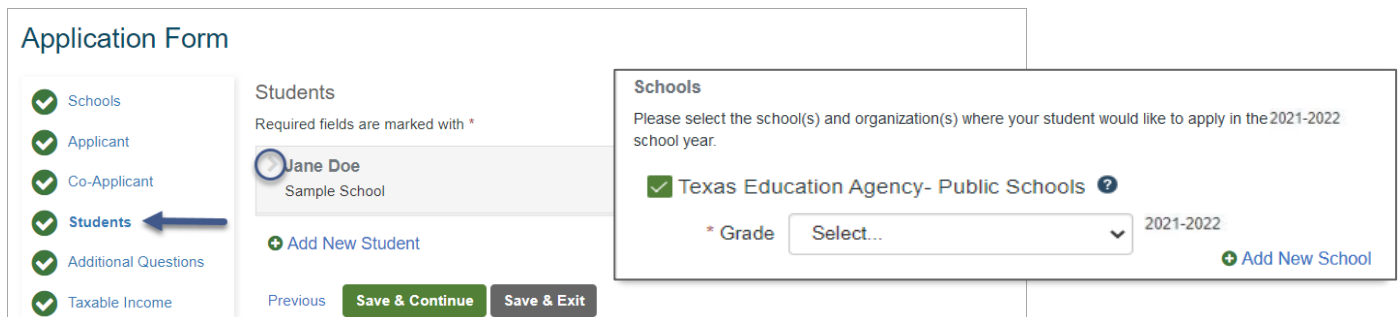 Application Form
Schools
Applicant
Co-Applicant
Students
Additional Questions
Taxable Income
Students
Required fields are marked with *
Jane Doe
Sample School
Add New Student
Previous Save & Continue Save & Exit
Schools
Please select the school(s) and organization(s) where your student would like to apply in the 2021-2022
school year.
Texas Education Agency- Public Schools ?
* Grade Select... 2021-2022
Add New School